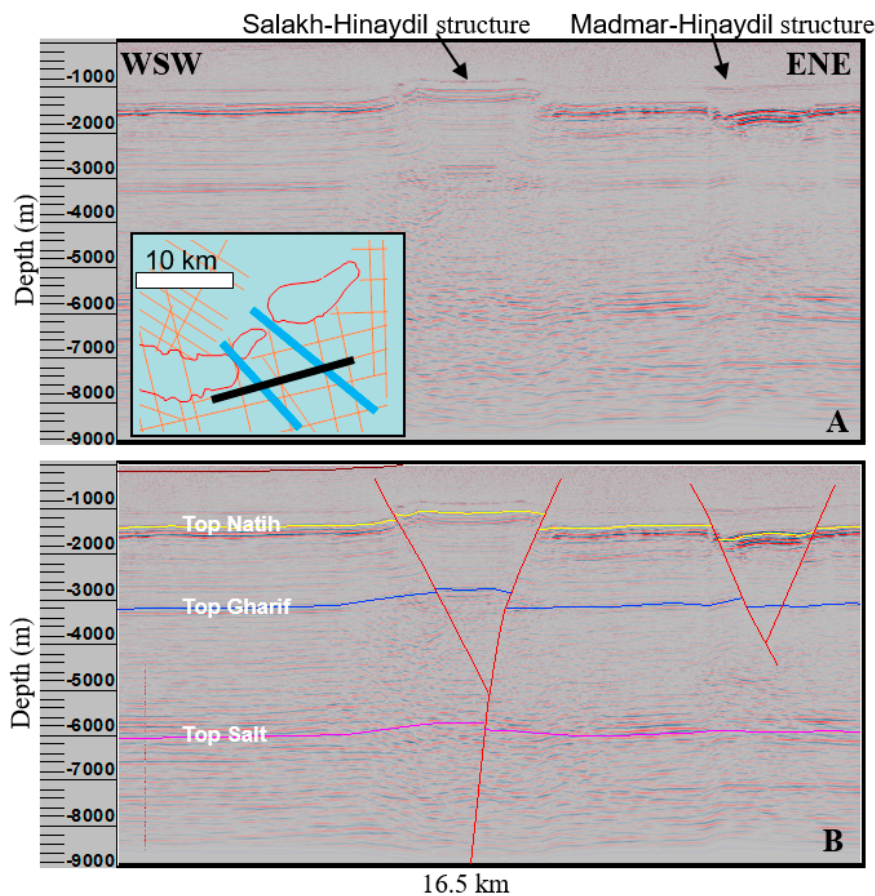 Salakh-Hinaydil structure
Madmar-Hinaydil structure
WSW
ENE
-1000
-2000
-3000
-4000
-5000
-6000
-7000
-8000
-9000
Depth (m)
10 km
A
-1000
-2000
-3000
-4000
-5000
-6000
-7000
-8000
-9000
Depth (m)
Top Natih
Top Gharif
Top Salt
B
16.5 km